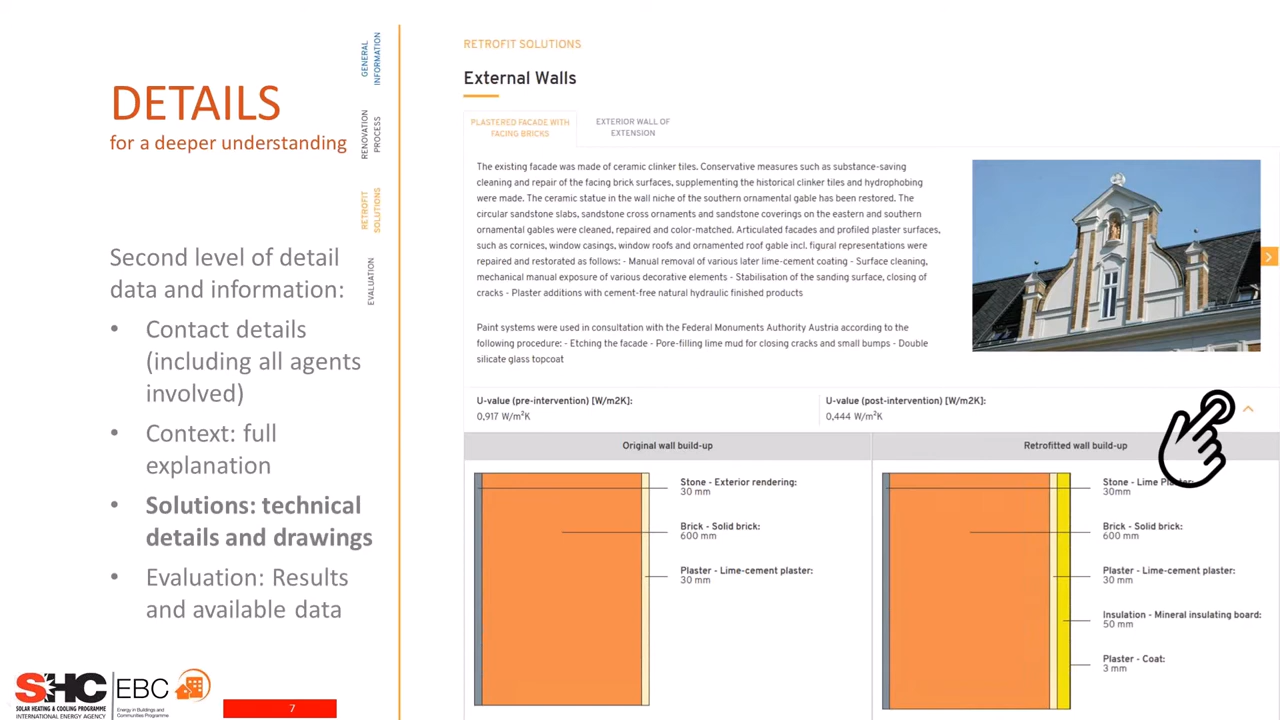 DETAILS
for a deeper understanding
GENERAL
INFORMATION
RENOVATION
PROCESS
RETROFIT
SOLUTIONS
EVALUATION
Second level of detail
data and information:
• Contact details
(including all agents
involved)
• Context: full
explanation
• Solutions: technical
details and drawings
• Evaluation: Results
and available data
RETROFIT SOLUTIONS
External Walls
PLASTERED FACADE WITH
FACING BRICKS
EXTERIOR WALL OF
EXTENSION
The existing facade was made of ceramic clinker tiles. Conservative measures such as substance-saving
cleaning and repair of the facing brick surfaces, supplementing the historical clinker tiles and hydrophobing
were made. The ceramic statue in the wall niche of the southern ornamental gable has been restored. The
circular sandstone slabs, sandstone cross ornaments and sandstone coverings on the eastern and southern
ornamental gables were cleaned, repaired and color-matched. Articulated facades and profiled plaster surfaces,
such as cornices, window casings, window roofs and ornamented roof gable incl. figural representations were
repaired and restored as follows: - Manual removal of various later lime-cement coating - Surface cleaning,
mechanical manual exposure of various decorative elements - Stabilisation of the sanding surface, closing of
cracks - Plaster additions with cement-free natural hydraulic finished products
Paint systems were used in consultation with the Federal Monuments Authority Austria according to the
following procedure: - Etching the facade - Pore-filling lime mud for closing cracks and small bumps - Double
silicate glass topcoat
U-value (pre-intervention) [W/m2K]:
0,917 W/m²K
U-value (post-intervention) [W/m2K]:
0,444 W/m²K
Original wall build-up
Retrofitted wall build-up
Stone - Exterior rendering:
30 mm
Brick - Solid brick:
600 mm
Plaster - Lime-cement plaster:
30 mm
Stone - Lime Plaster:
30mm
Brick - Solid brick:
600 mm
Plaster - Lime-cement plaster:
30 mm
Insulation - Mineral insulating board:
50 mm
Plaster - Coat:
3 mm
SHC
SOLAR HEATING & COOLING PROGRAMME
INTERNATIONAL ENERGY AGENCY
EBC
Energy in Buildings and
Communities Programme
7